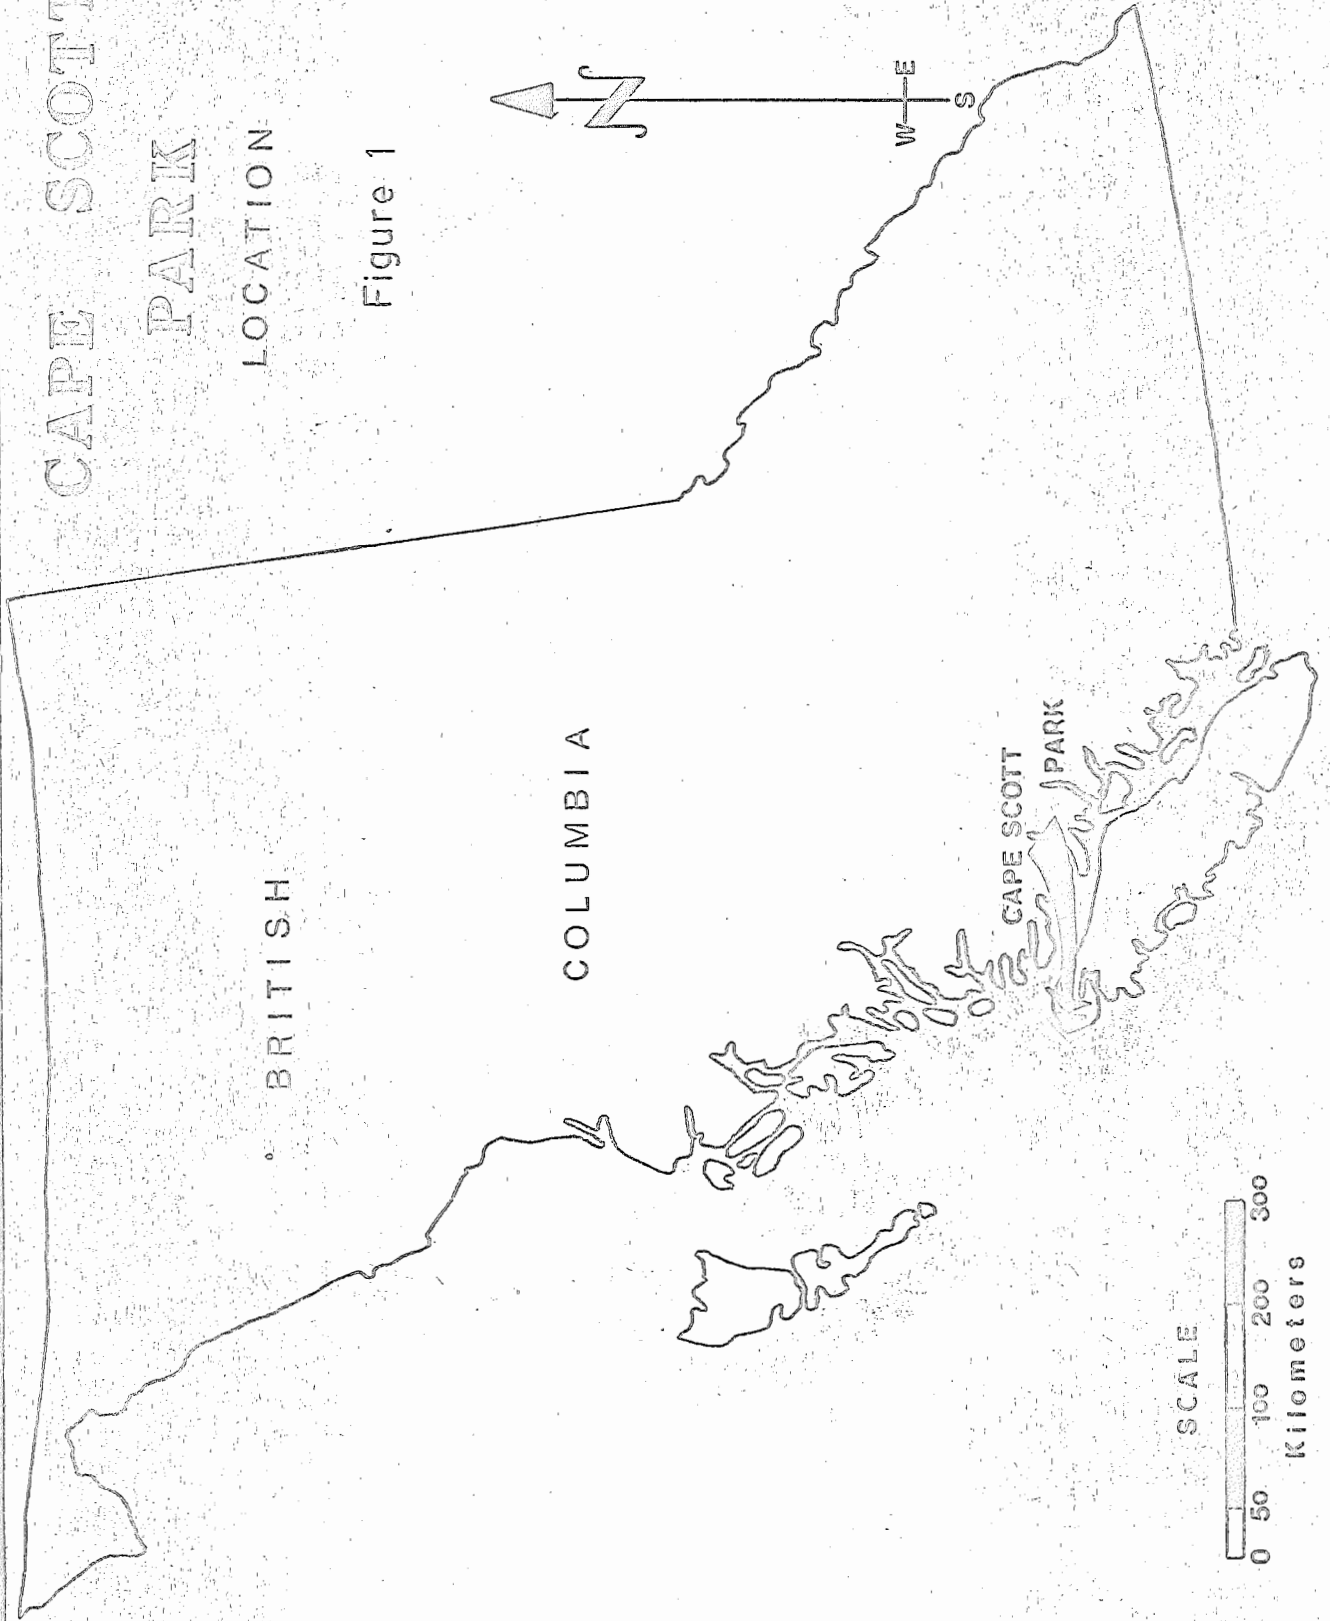 CAPE SCOTT
PARK
LOCATION
Figure 1
N
W E
S
BRITISH
COLUMBIA
CAPE SCOTT
PARK
SCALE
0 50 100 200 300
Kilometers